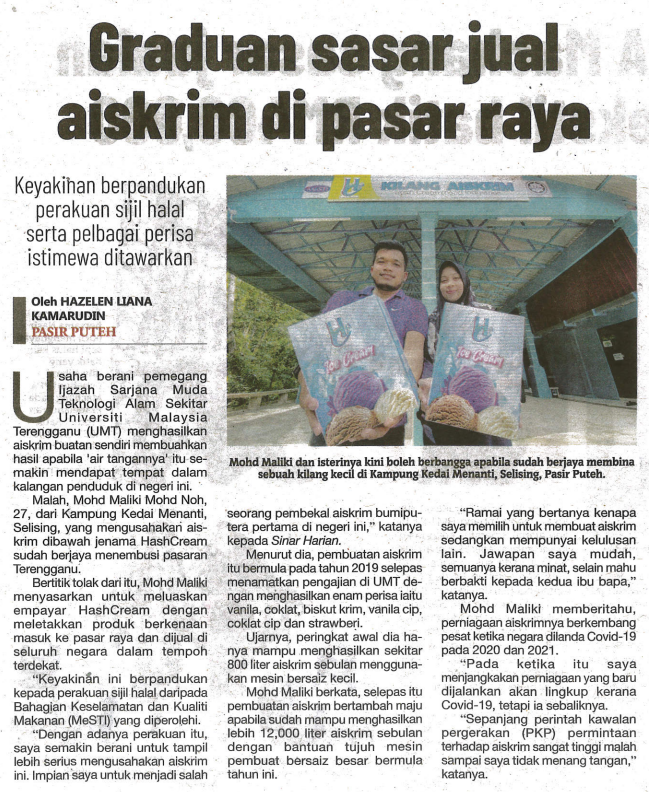 Graduan sasar jual
aiskrim di pasar raya
Keyakihan berpandukan
perakuan sijil halal
serta pelbagai perisa
istimewa ditawarkan
Oleh HAZELEN LIANA
KAMARUDIN
PASIR PUTEH
KILANG AISKRIM
Ice Cream
Ice Cream
Mohd Maliki dan isterinya kini boleh berbangga apabila sudah berjaya membina
sebuah kilang kecil di Kampung Kedai Menanti, Selising, Pasir Puteh.
Usaha berani pemegang
Ijazah Sarjana Muda
Teknologi Alam Sekitar
Universiti Malaysia
Terengganu (UMT) menghasilkan
aiskrim buatan sendiri membuahkan
hasil apabila 'air tangannya' itu se-
makin mendapat tempat dalam
kalangan penduduk di negeri ini.
Malah, Mohd Maliki Mohd Noh,
27, dari Kampung Kedai Menanti,
Selising, yang mengusahakan ais-
krim dibawah jenama HashCream
sudah berjaya menembusi pasaran
Terengganu.
Bertitik tolak dari itu, Mohd Maliki
menyasarkan untuk meluaskan
empayar HashCream dengan
meletakkan produk berkenaan
masuk ke pasar raya dan dijual di
seluruh negara dalam tempoh
terdekat.
"Keyakinan ini berpandukan
kepada perakuan sijil halal daripada
Bahagian Keselamatan dan Kualiti
Makanan (MeSTI) yang diperolehi.
"Dengan adanya perakuan itu,
saya semakin berani untuk tampil
lebih serius mengusahakan aiskrim
ini. Impian saya untuk menjadi salah
seorang pembekal aiskrim bumipu-
tera pertama di negeri ini," katanya
kepada Sinar Harian.
Menurut dia, pembuatan aiskrim
itu bermula pada tahun 2019 selepas
menamatkan pengajian di UMT de-
ngan menghasilkan enam perisa iaitu
vanila, coklat, biskut krim, vanila cip,
coklat cip dan strawberi.
Ujarnya, peringkat awal dia ha-
nya mampu menghasilkan sekitar
800 liter aiskrim sebulan mengguna-
kan mesin bersaiz kecil.
Mohd Maliki berkata, selepas itu
pembuatan aiskrim bertambah maju
apabila sudah mampu menghasilkan
lebih 12,000 liter aiskrim sebulan
dengan bantuan tujuh mesin
pembuat bersaiz besar bermula
tahun ini.
"Ramai yang bertanya kenapa
saya memilih untuk membuat aiskrim
sedangkan mempunyai kelulusan
lain. Jawapan saya mudah,
semuanya kerana minat, selain mahu
berbakti kepada kedua ibu bapa,"
katanya.
Mohd Maliki memberitahu,
perniagaan aiskrimnya berkembang
pesat ketika negara dilanda Covid-19
pada 2020 dan 2021.
"Pada ketika itu saya
menjangkakan perniagaan yang baru
dijalankan akan lingkup kerana
Covid-19, tetapi ia sebaliknya.
"Sepanjang perintah kawalan
pergerakan (PKP) permintaan
terhadap aiskrim sangat tinggi malah
sampai saya tidak menang tangan,"
katanya.